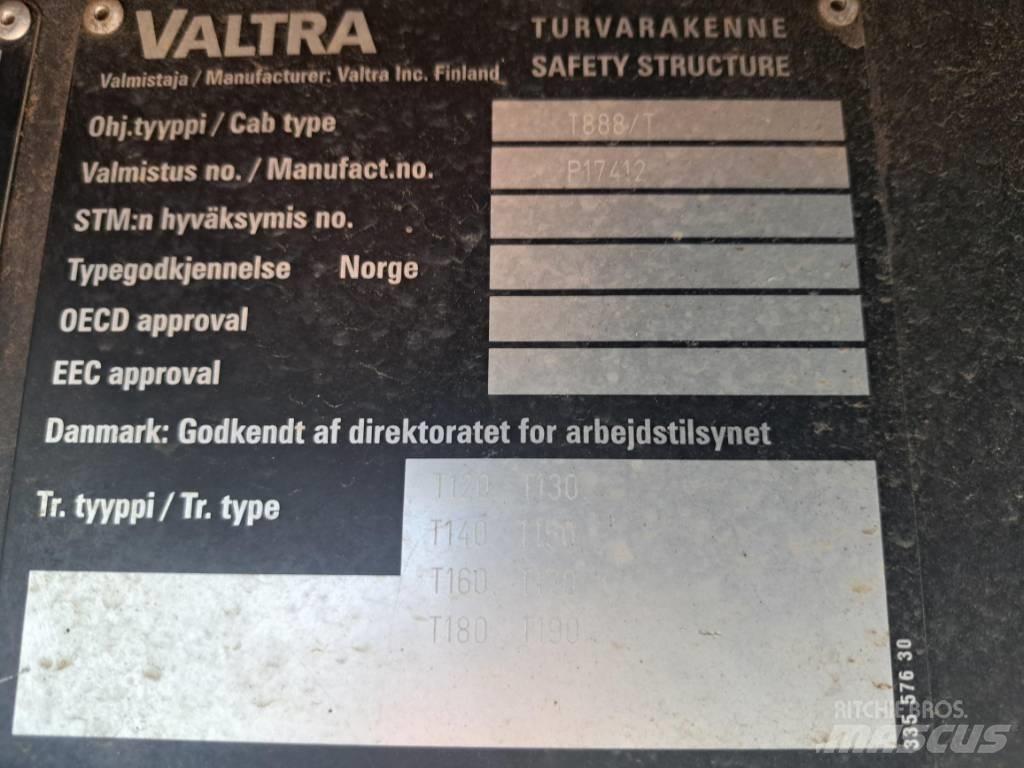 VALTRA
TURVARAKENNE
Valmistaja / Manufacturer: Valtra Inc. Finland
SAFETY STRUCTURE
Ohj.tyyppi / Cab type T888/T
Valmistus no. / Manufact.no. P17412
STM:n hyväksymis no.
Typegodkjennelse Norge
OECD approval
EEC approval
Danmark: Godkendt af direktoratet for arbejdstilsynet
Tr. tyyppi / Tr. type
T120 T130
T140 T150
T160 T170
T180 T190
335 576 30
RITCHIE BROS.
MASCUS